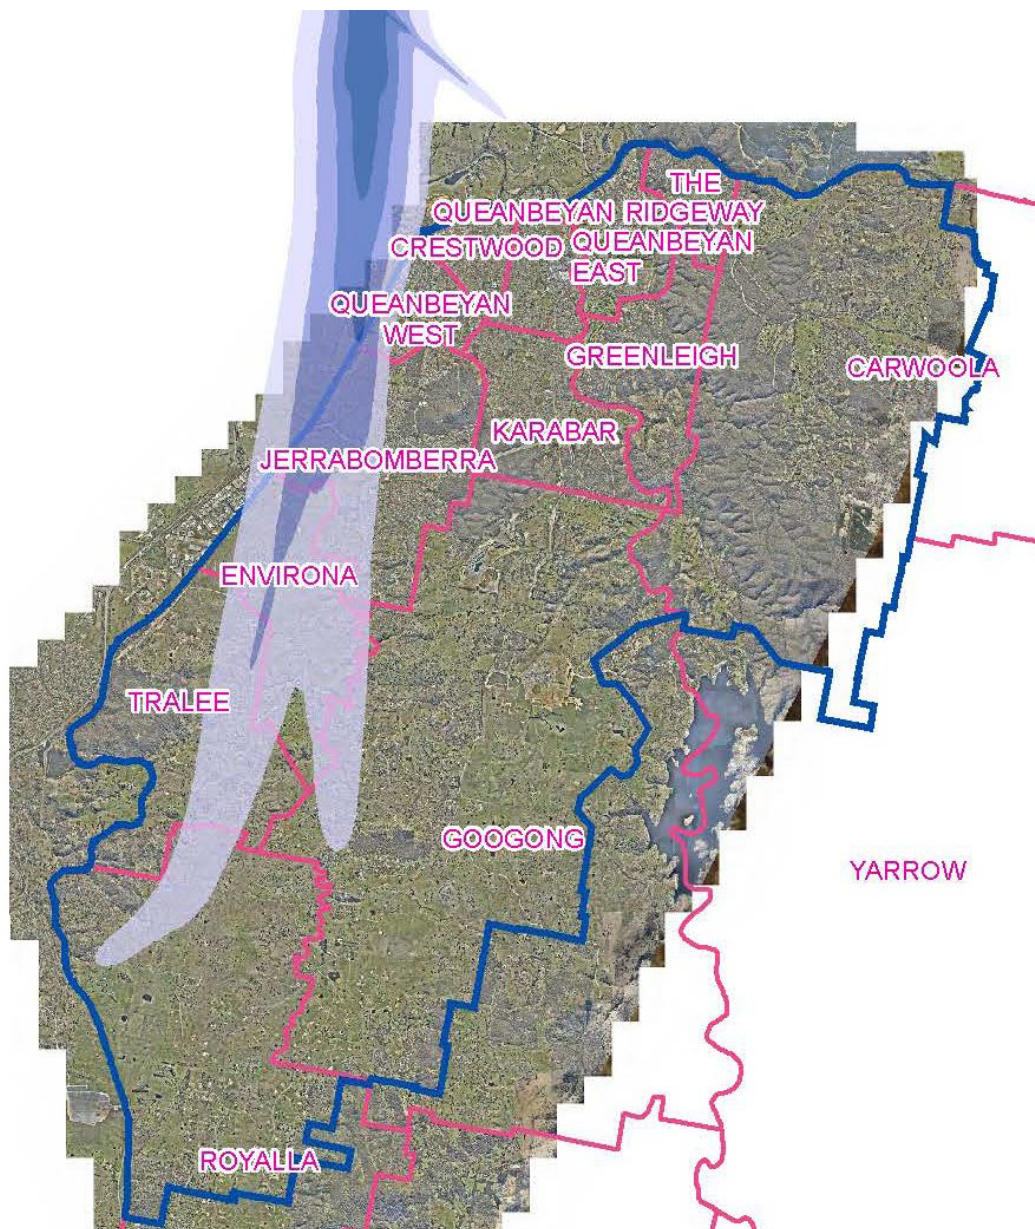 THE
QUEANBEYAN RIDGEWAY
CRESTWOOD QUEANBEYAN
EAST
QUEANBEYAN
WEST
GREENLEIGH
CARWOOLA
KARABAR
JERRABOMBERRA
ENVIRONA
TRALEE
GOOGONG
YARROW
ROYALLA